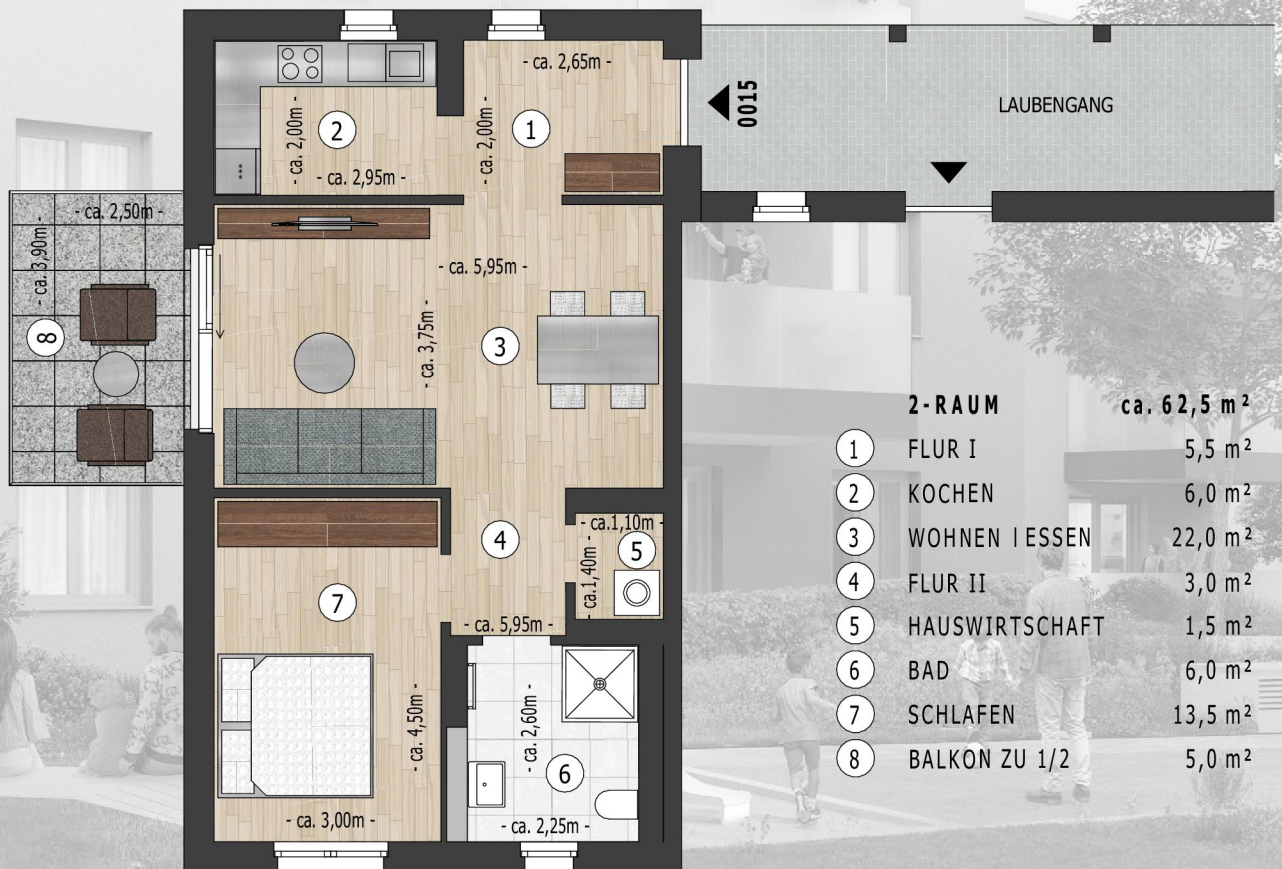 - ca. 2,65m -
- ca. 2,00m -
2
- ca. 2,95m -
- ca. 2,00m -
1
0015
LAUBENGANG
- ca. 2,50m -
- ca. 3,90m -
8
- ca. 5,95m -
- ca. 3,75m -
3
4
- ca.1,10m -
5
- ca.1,40m -
7
- ca. 5,95m -
- ca. 4,50m -
- ca. 3,00m -
- ca. 2,60m -
6
- ca. 2,25m -
2-RAUM ca. 62,5 m²
1 FLUR I 5,5 m²
2 KOCHEN 6,0 m²
3 WOHNEN I ESSEN 22,0 m²
4 FLUR II 3,0 m²
5 HAUSWIRTSCHAFT 1,5 m²
6 BAD 6,0 m²
7 SCHLAFEN 13,5 m²
8 BALKON ZU 1/2 5,0 m²